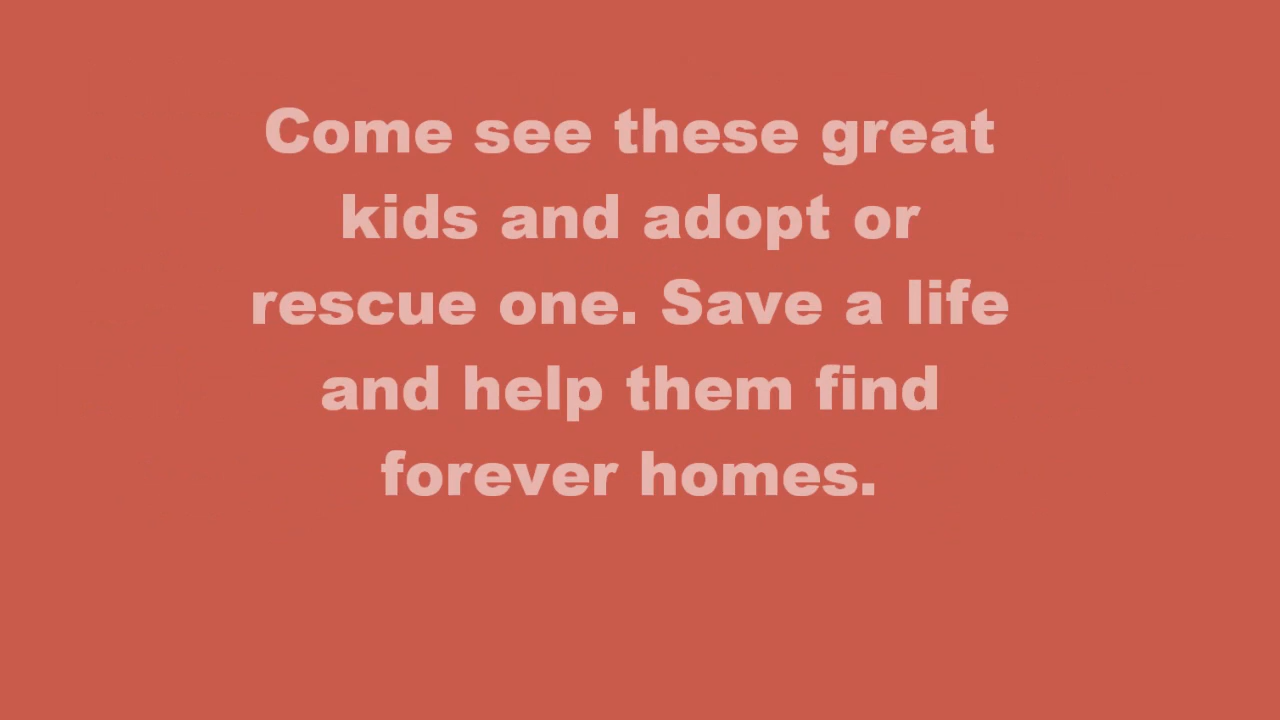 Come see these great
kids and adopt or
rescue one. Save a life
and help them find
forever homes.